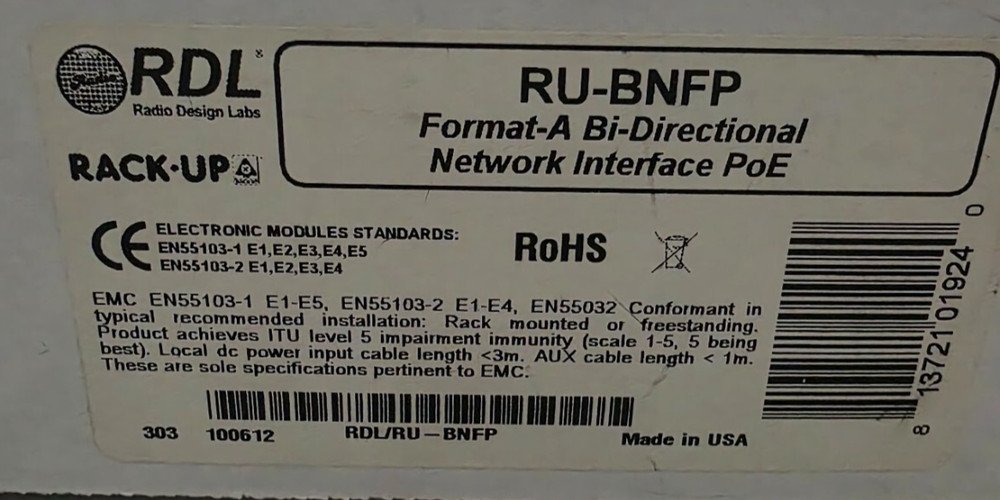 RDL®
Radio Design Labs
RACK·UP
RU-BNFP
Format-A Bi-Directional
Network Interface PoE
CE ELECTRONIC MODULES STANDARDS:
EN55103-1 E1,E2,E3,E4,E5
EN55103-2 E1,E2,E3,E4
RoHS
EMC EN55103-1 E1-E5, EN55103-2 E1-E4, EN55032 Conformant in
typical recommended installation: Rack mounted or freestanding.
Product achieves ITU level 5 impairment immunity (scale 1-5, 5 being
best). Local dc power input cable length <3m. AUX cable length < 1m.
These are sole specifications pertinent to EMC.
303 100612 RDL/RU-BNFP
Made in USA
8 13721 01924 0